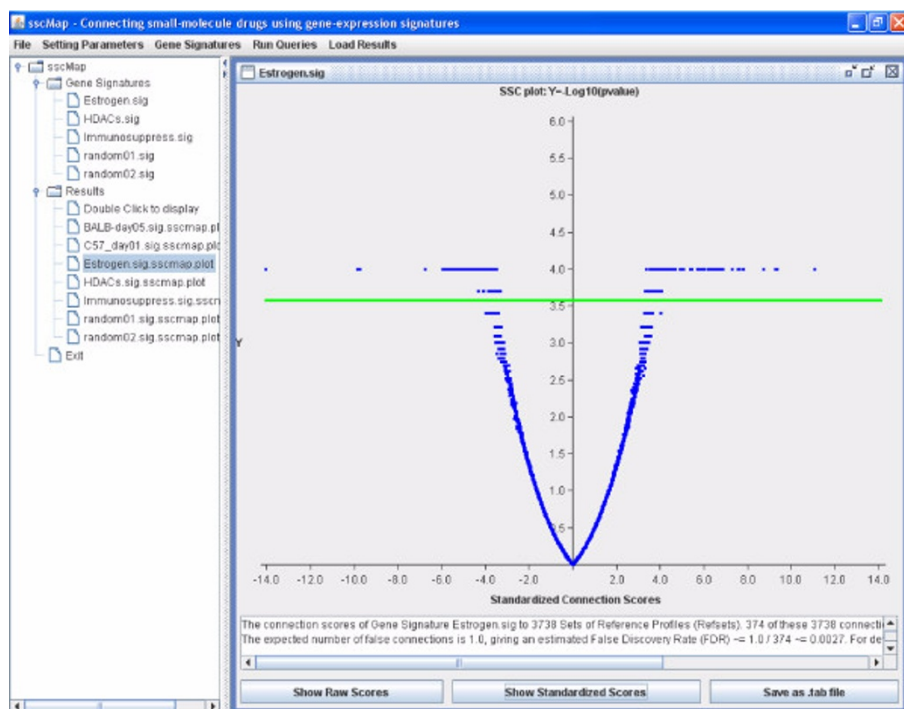 sscMap - Connecting small-molecule drugs using gene-expression signatures
File Setting Parameters Gene Signatures Run Queries Load Results
sscMap
Gene Signatures
Estrogen.sig
HDACs.sig
Immunosuppress.sig
random01.sig
random02.sig
Results
Double Click to display
BALB-day05.sig.sscmap.pl
C57_day01.sig.sscmap.plo
Estrogen.sig.sscmap.plot
HDACs.sig.sscmap.plot
Immunosuppress.sig.sscn
random01.sig.sscmap.plot
random02.sig.sscmap.plot
Exit
Estrogen.sig
SSC plot: Y=-Log10(pvalue)
6.0
5.5
5.0
4.5
4.0
3.5
3.0
2.5
2.0
1.5
1.0
0.5
Y
-14.0 -12.0 -10.0 -8.0 -6.0 -4.0 -2.0 0.0 2.0 4.0 6.0 8.0 10.0 12.0 14.0
Standardized Connection Scores
The connection scores of Gene Signature Estrogen.sig to 3738 Sets of Reference Profiles (Refsets). 374 of these 3738 connecti
The expected number of false connections is 1.0, giving an estimated False Discovery Rate (FDR) ~= 1.0 / 374 ~= 0.0027. For de
Show Raw Scores
Show Standardized Scores
Save as .tab file